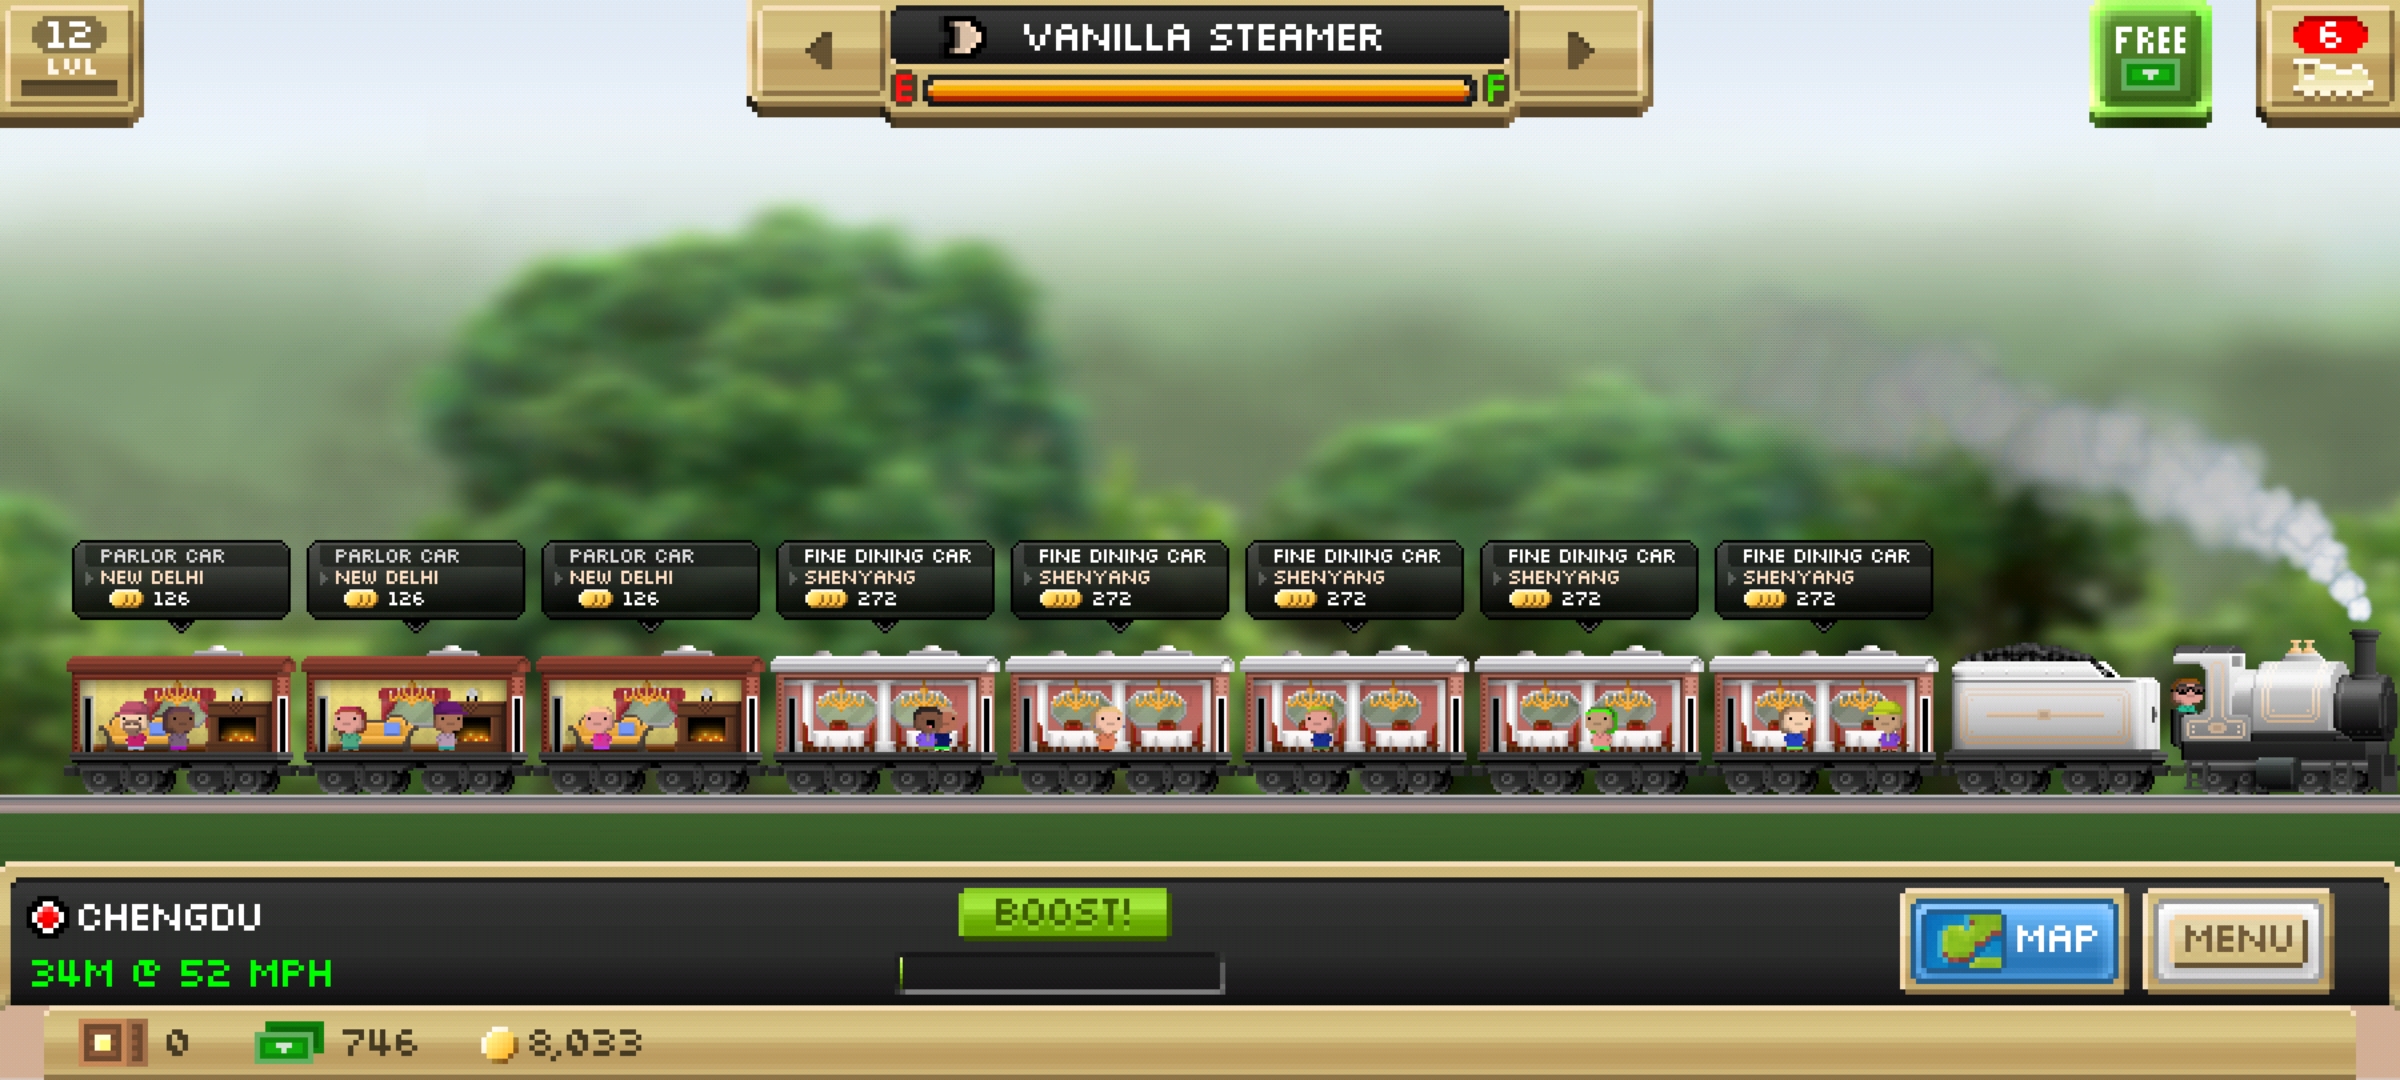 12
LVL
VANILLA STEAMER
E F
FREE
6
PARLOR CAR
NEW DELHI
126
PARLOR CAR
NEW DELHI
126
PARLOR CAR
NEW DELHI
126
FINE DINING CAR
SHENYANG
272
FINE DINING CAR
SHENYANG
272
FINE DINING CAR
SHENYANG
272
FINE DINING CAR
SHENYANG
272
FINE DINING CAR
SHENYANG
272
CHENGDU
34M @ 52 MPH
BOOST!
MAP
MENU
0 746 8,033